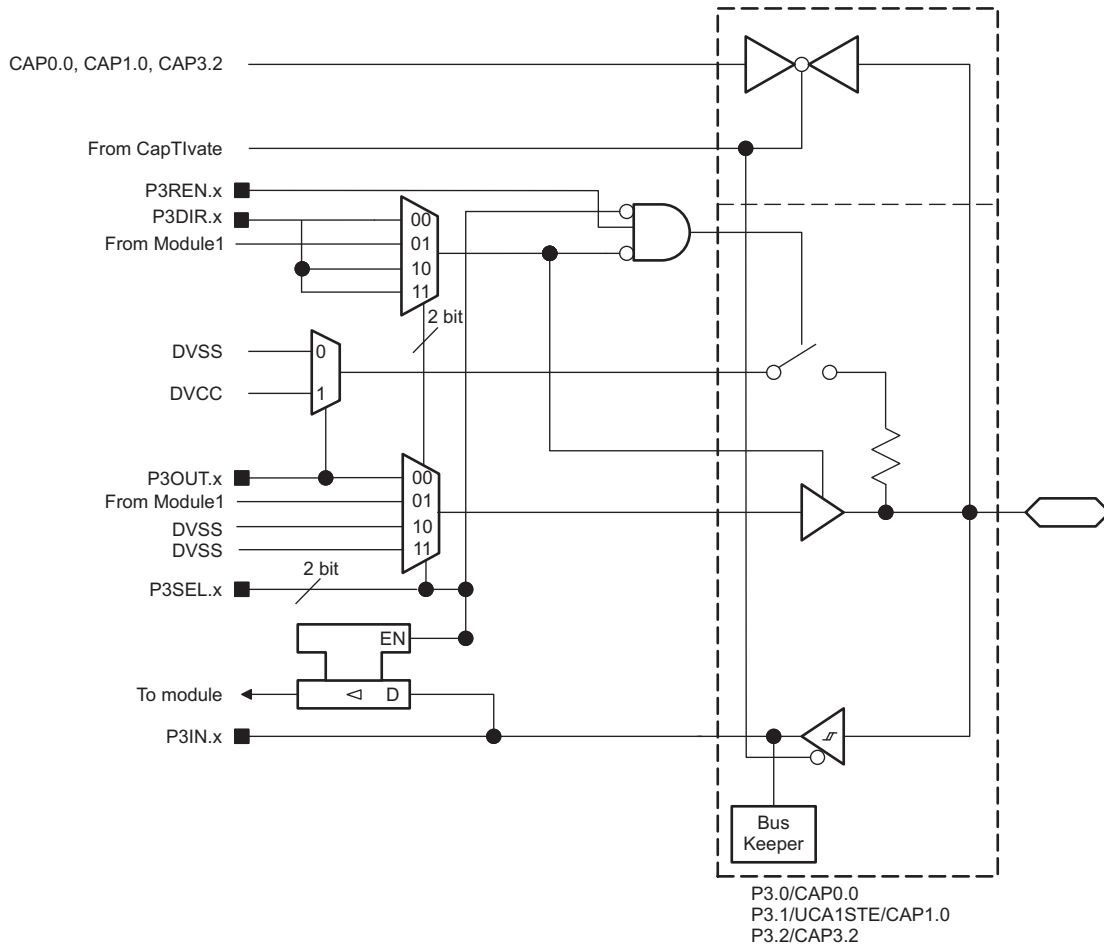 CAP0.0, CAP1.0, CAP3.2
From CapTIvate
P3REN.x
P3DIR.x
From Module1
00
01
10
11
2 bit
DVSS
DVCC
0
1
P3OUT.x
From Module1
DVSS
DVSS
00
01
10
11
P3SEL.x
2 bit
EN
D
To module
P3IN.x
Bus
Keeper
P3.0/CAP0.0
P3.1/UCA1STE/CAP1.0
P3.2/CAP3.2